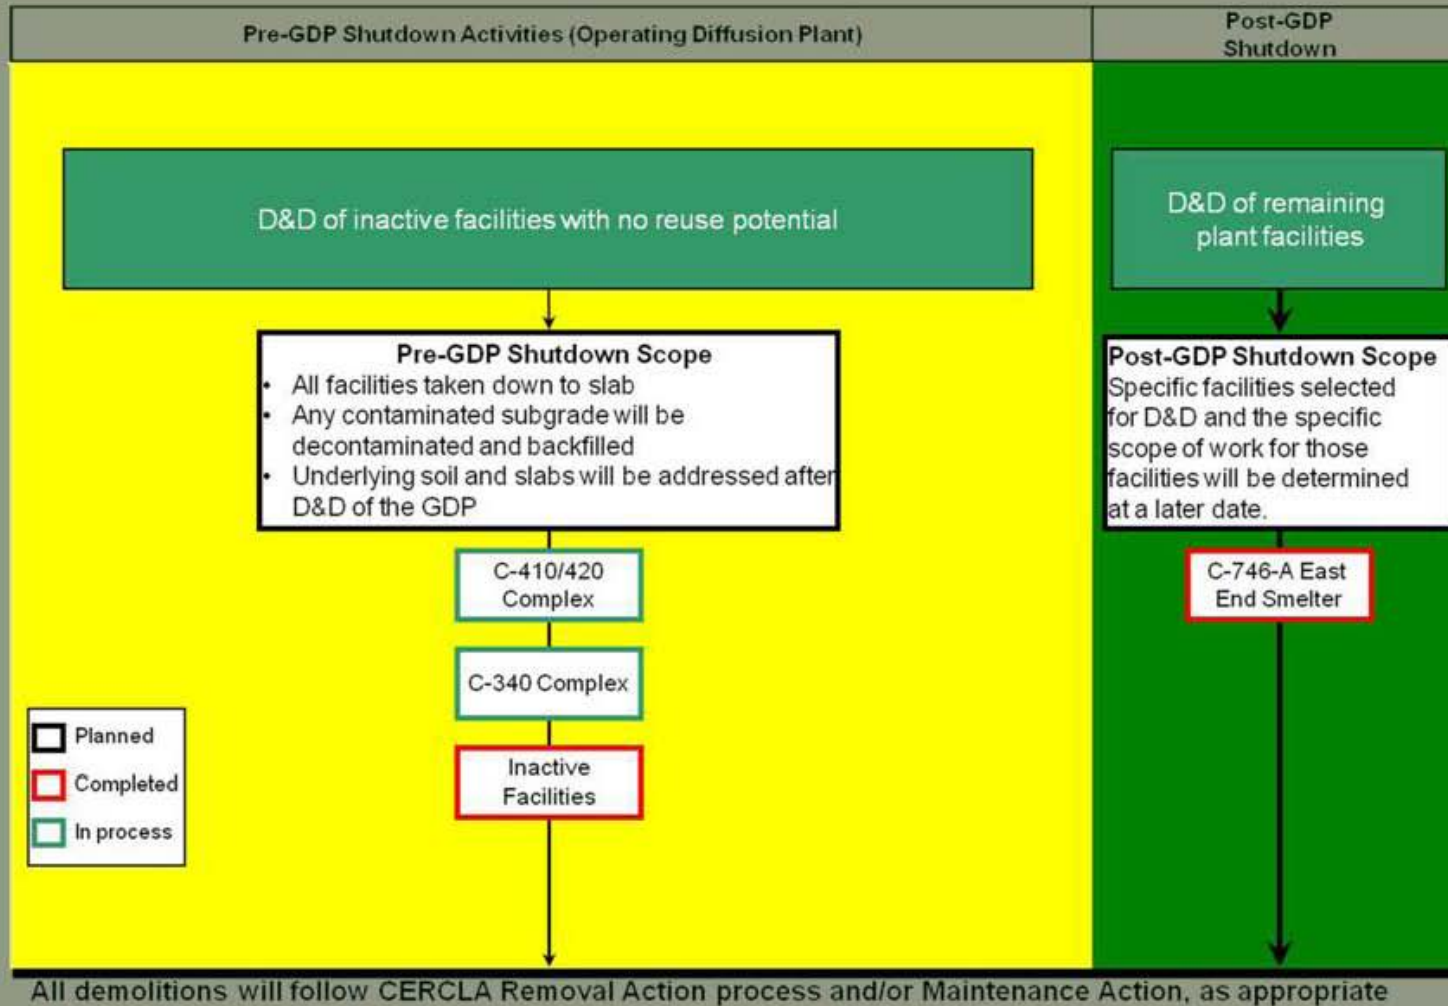 Pre-GDP Shutdown Activities (Operating Diffusion Plant)
Post-GDP
Shutdown
D&D of inactive facilities with no reuse potential
D&D of remaining
plant facilities
Pre-GDP Shutdown Scope
• All facilities taken down to slab
• Any contaminated subgrade will be
decontaminated and backfilled
• Underlying soil and slabs will be addressed after
D&D of the GDP
Post-GDP Shutdown Scope
Specific facilities selected
for D&D and the specific
scope of work for those
facilities will be determined
at a later date.
C-410/420
Complex
C-746-A East
End Smelter
C-340 Complex
Inactive
Facilities
Planned
Completed
In process
All demolitions will follow CERCLA Removal Action process and/or Maintenance Action, as appropriate